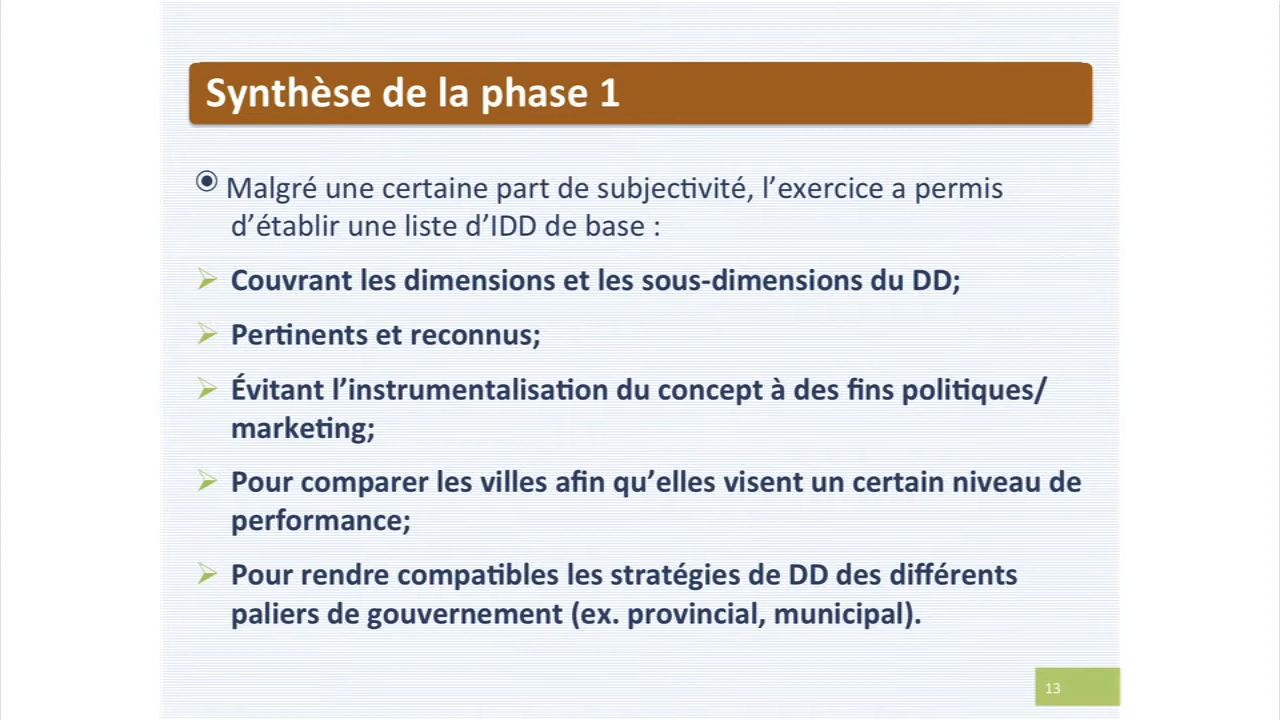 Synthèse de la phase 1
Malgré une certaine part de subjectivité, l’exercice a permis
d’établir une liste d’IDD de base :
Couvrant les dimensions et les sous-dimensions du DD;
Pertinents et reconnus;
Évitant l’instrumentalisation du concept à des fins politiques/
marketing;
Pour comparer les villes afin qu’elles visent un certain niveau de
performance;
Pour rendre compatibles les stratégies de DD des différents
paliers de gouvernement (ex. provincial, municipal).
13